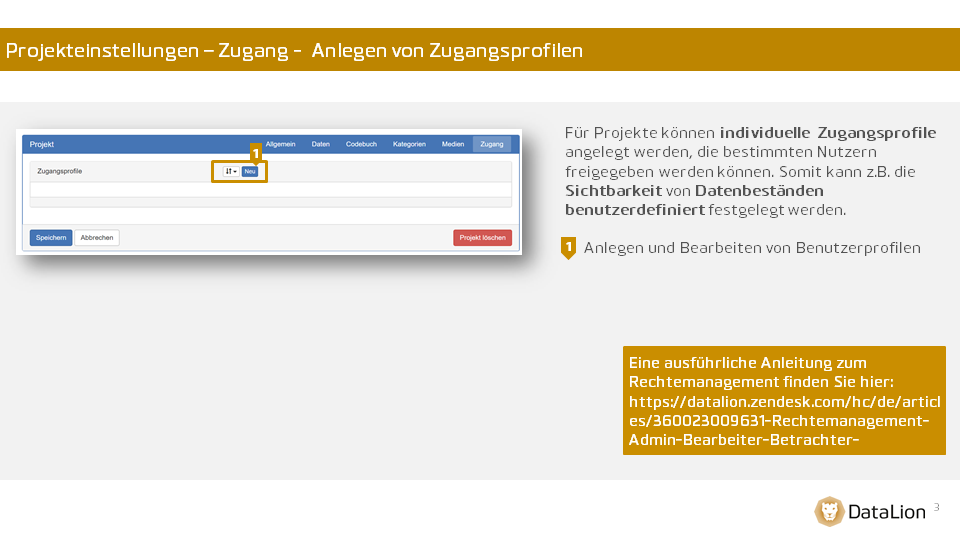 Projekteinstellungen – Zugang - Anlegen von Zugangsprofilen
Projekt
Allgemein Daten Codebuch Kategorien Medien Zugang
1
Zugangsprofile
Neu
Speichern Abbrechen Projekt löschen
Für Projekte können individuelle Zugangsprofile
angelegt werden, die bestimmten Nutzern
freigegeben werden können. Somit kann z.B. die
Sichtbarkeit von Datenbeständen
benutzerdefiniert festgelegt werden.
1 Anlegen und Bearbeiten von Benutzerprofilen
Eine ausführliche Anleitung zum
Rechtemanagement finden Sie hier:
https://datalion.zendesk.com/hc/de/articl
es/360023009631-Rechtemanagement-
Admin-Bearbeiter-Betrachter-
DataLion
3